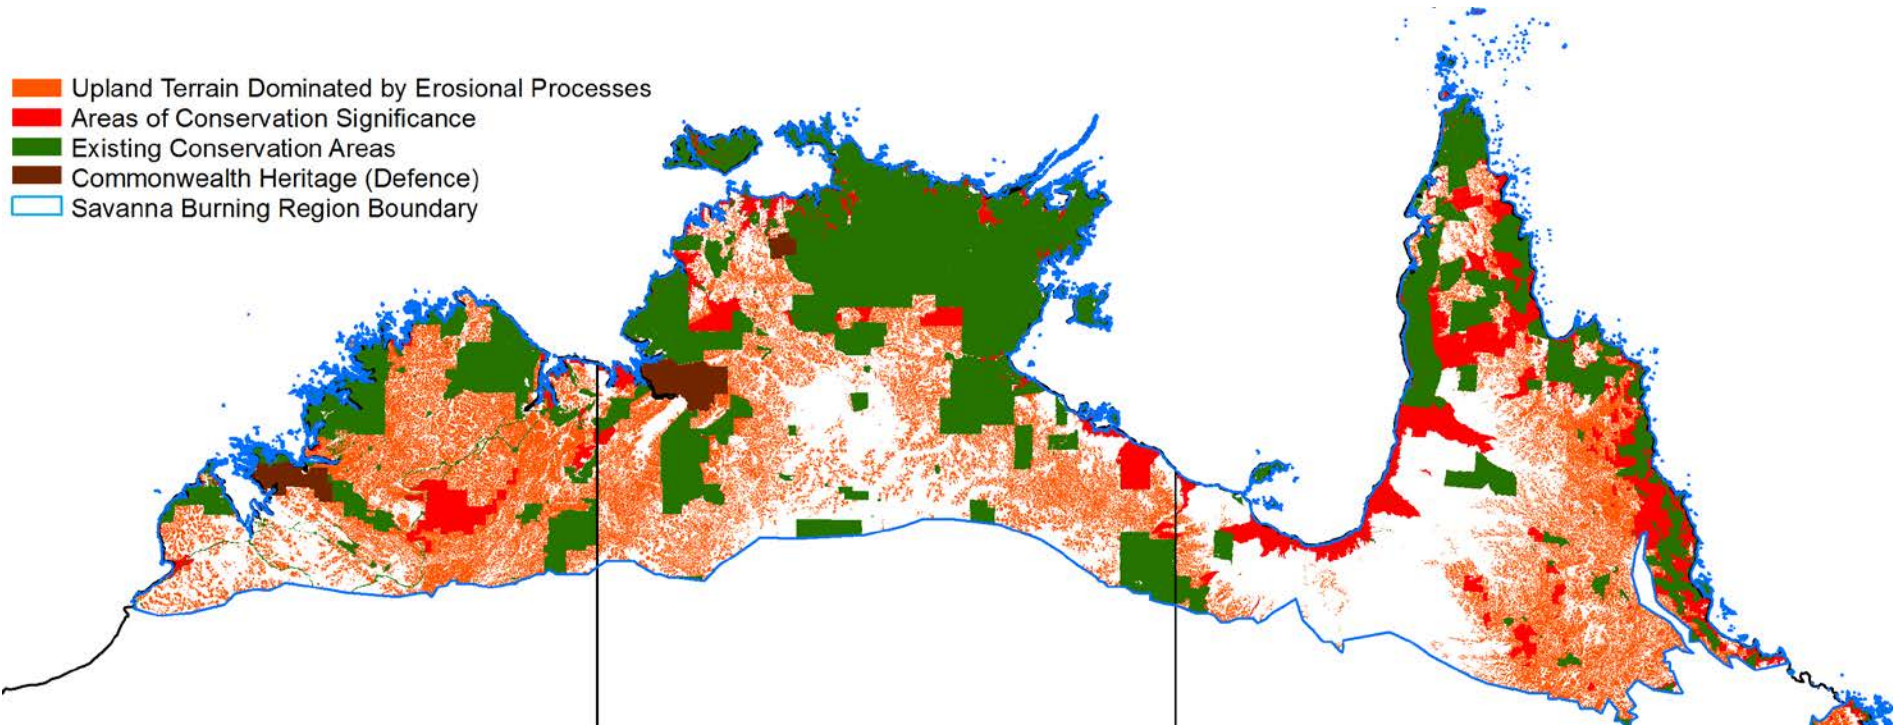 Upland Terrain Dominated by Erosional Processes
Areas of Conservation Significance
Existing Conservation Areas
Commonwealth Heritage (Defence)
Savanna Burning Region Boundary